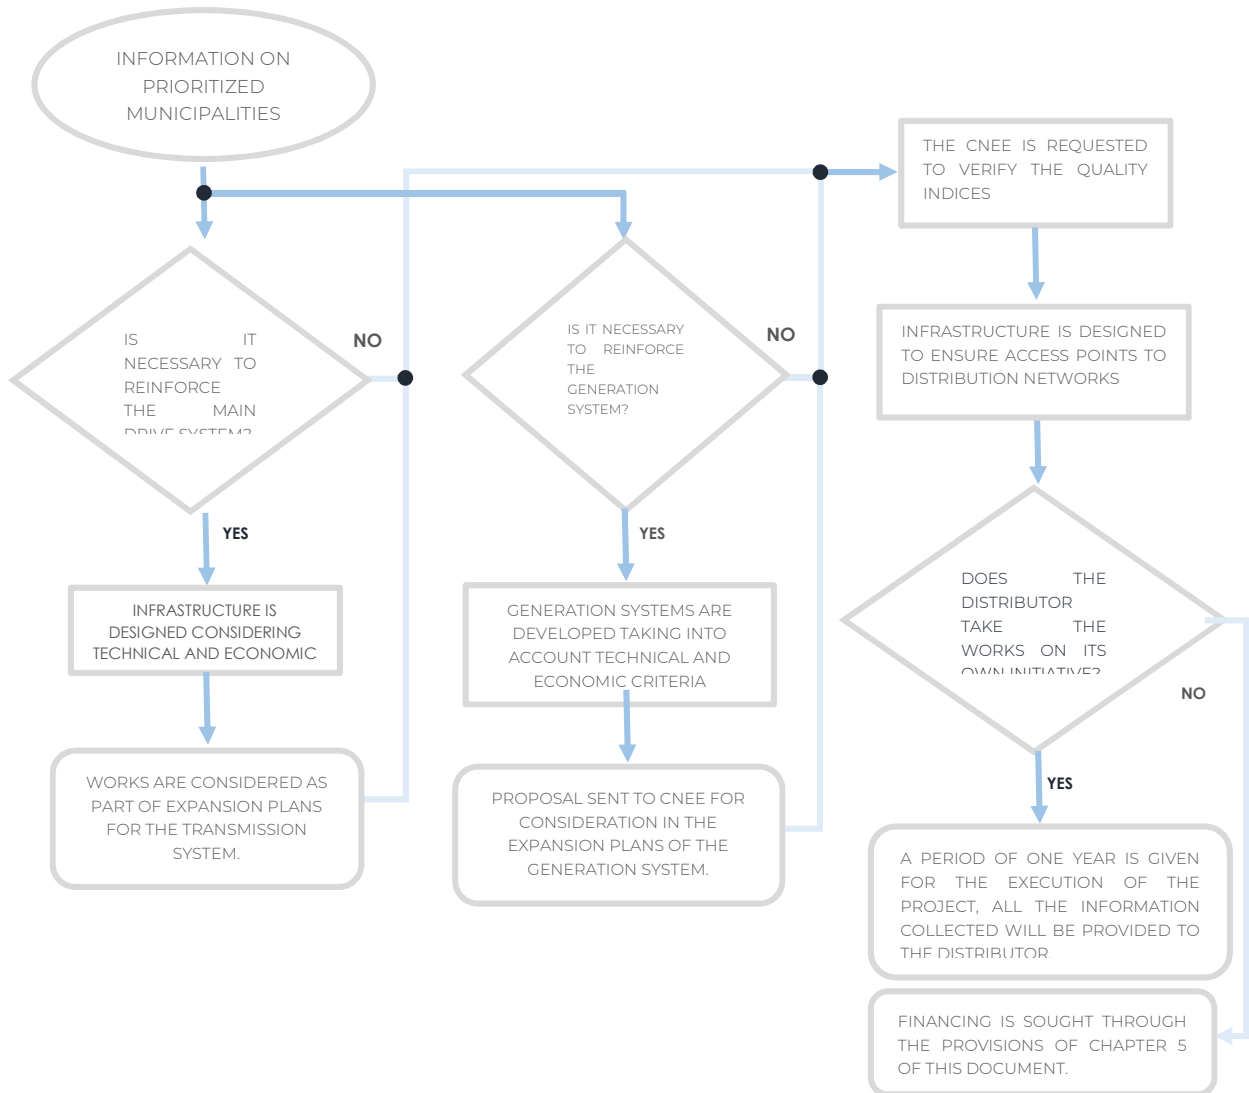 INFORMATION ON
PRIORITIZED
MUNICIPALITIES
IS IT
NECESSARY TO
REINFORCE
THE MAIN
DRIVE SYSTEM?
NO
YES
INFRASTRUCTURE IS
DESIGNED CONSIDERING
TECHNICAL AND ECONOMIC
WORKS ARE CONSIDERED AS
PART OF EXPANSION PLANS
FOR THE TRANSMISSION
SYSTEM.
IS IT NECESSARY
TO REINFORCE
THE
GENERATION
SYSTEM?
NO
YES
GENERATION SYSTEMS ARE
DEVELOPED TAKING INTO
ACCOUNT TECHNICAL AND
ECONOMIC CRITERIA
PROPOSAL SENT TO CNEE FOR
CONSIDERATION IN THE
EXPANSION PLANS OF THE
GENERATION SYSTEM.
THE CNEE IS REQUESTED
TO VERIFY THE QUALITY
INDICES
INFRASTRUCTURE IS DESIGNED
TO ENSURE ACCESS POINTS TO
DISTRIBUTION NETWORKS
DOES THE
DISTRIBUTOR
TAKE THE
WORKS ON ITS
OWN INITIATIVE?
NO
YES
A PERIOD OF ONE YEAR IS GIVEN
FOR THE EXECUTION OF THE
PROJECT, ALL THE INFORMATION
COLLECTED WILL BE PROVIDED TO
THE DISTRIBUTOR.
FINANCING IS SOUGHT THROUGH
THE PROVISIONS OF CHAPTER 5
OF THIS DOCUMENT.